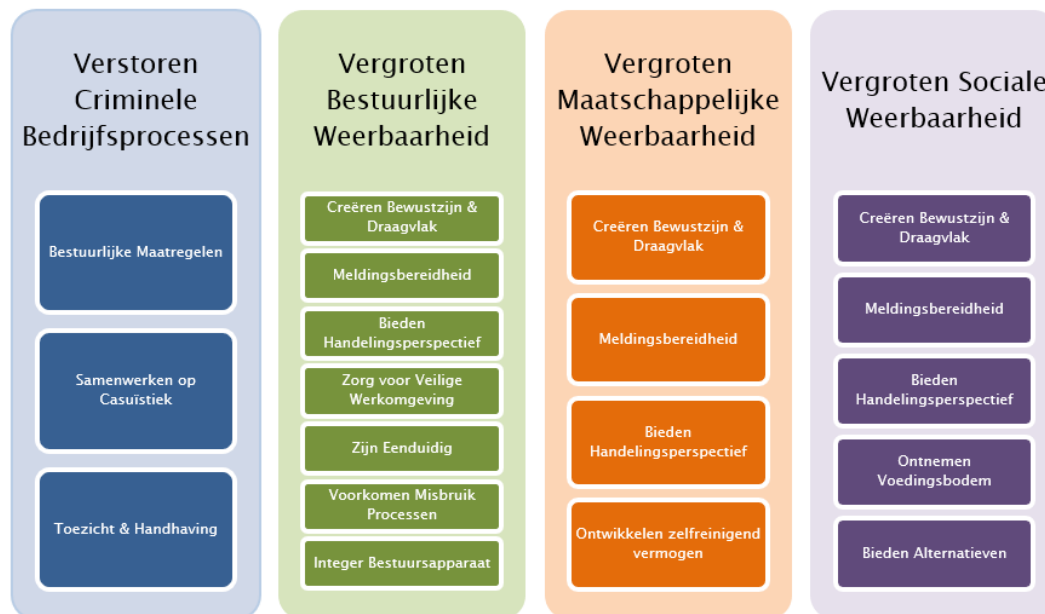 Verstoren
Criminele
Bedrijfsprocessen
Bestuurlijke Maatregelen
Samenwerken op
Casuïstiek
Toezicht & Handhaving
Vergroten
Bestuurlijke
Weerbaarheid
Creëren Bewustzijn &
Draagvlak
Meldingsbereidheid
Bieden
Handelingsperspectief
Zorg voor Veilige
Werkomgeving
Zijn Eenduidig
Voorkomen Misbruik
Processen
Integer Bestuursapparaat
Vergroten
Maatschappelijke
Weerbaarheid
Creëren Bewustzijn &
Draagvlak
Meldingsbereidheid
Bieden
Handelingsperspectief
Ontwikkelen zelfreinigend
vermogen
Vergroten Sociale
Weerbaarheid
Creëren Bewustzijn &
Draagvlak
Meldingsbereidheid
Bieden
Handelingsperspectief
Ontnemen
Voedingsbodem
Bieden Alternatieven